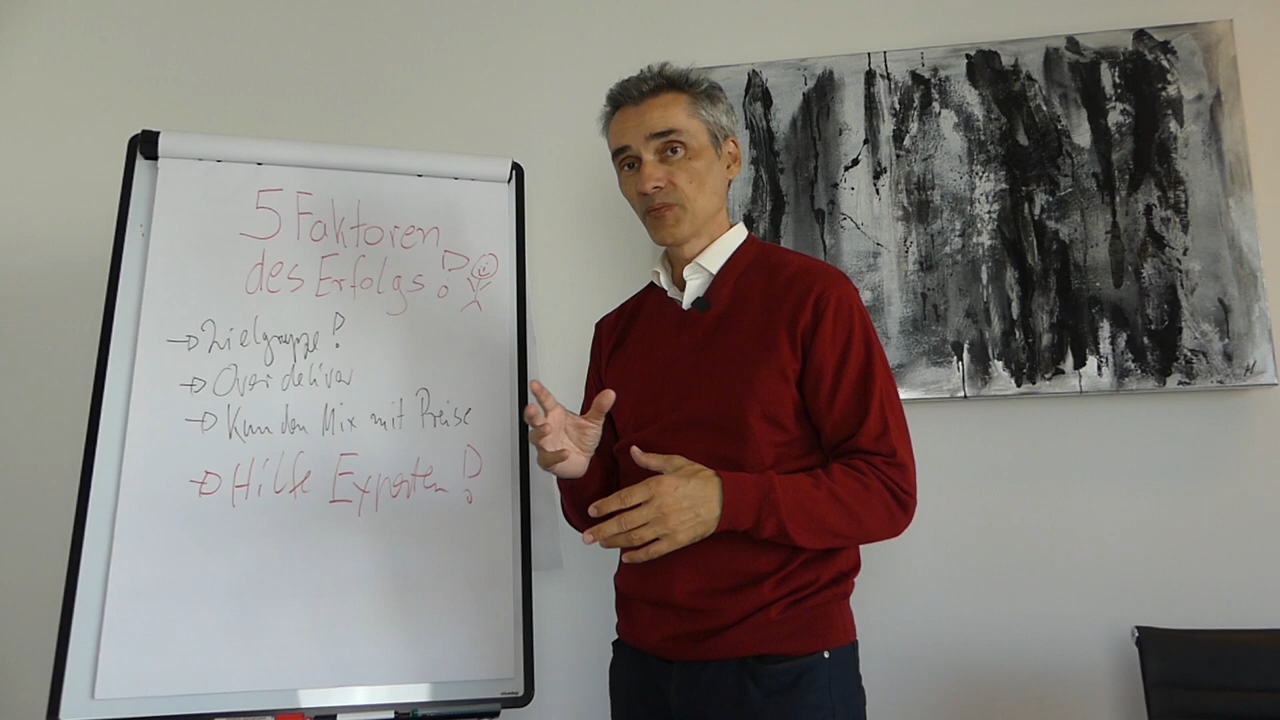 5 Faktoren
des Erfolgs!
→ Zielgruppe!
→ Over deliver
→ Kunden Mix mit Preise
→ Hilfe Experten!